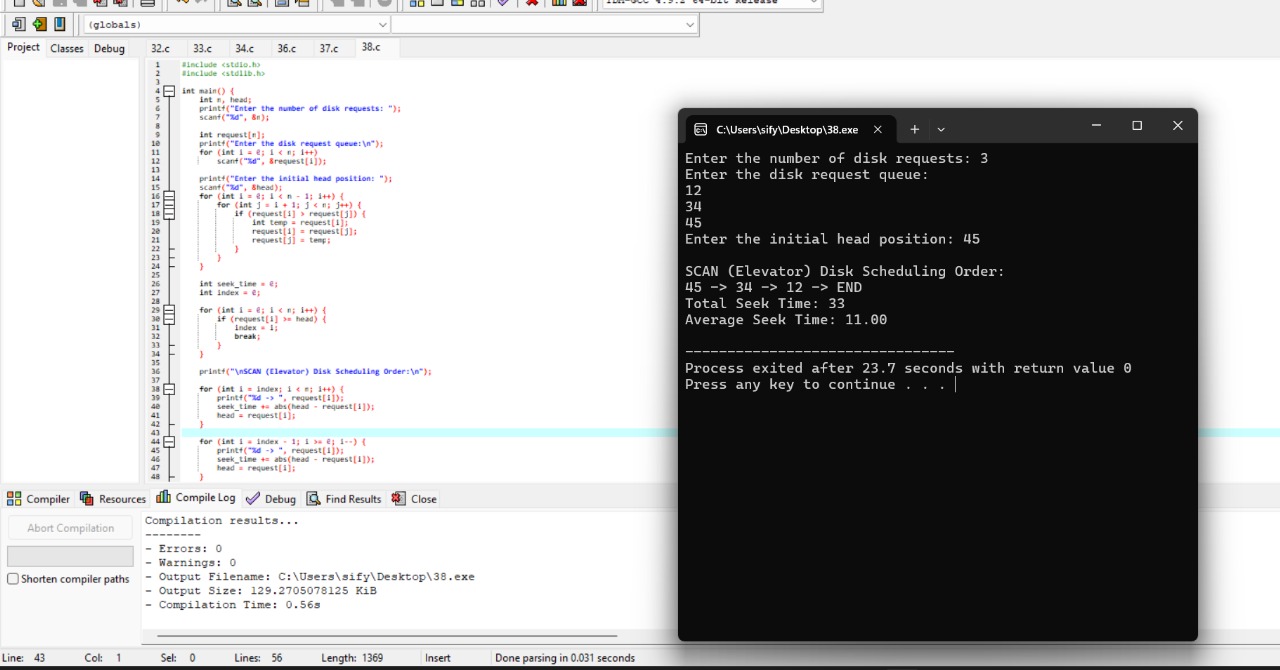 TDM-GCC 4.9.2 64-bit Release
(globals)
Project Classes Debug
32.c 33.c 34.c 36.c 37.c 38.c
1 #include <stdio.h>
2 #include <stdlib.h>
3
4 int main() {
5 int n, head;
6 printf("Enter the number of disk requests: ");
7 scanf("%d", &n);
8
9 int request[n];
10 printf("Enter the disk request queue:\n");
11 for (int i = 0; i < n; i++)
12 scanf("%d", &request[i]);
13
14 printf("Enter the initial head position: ");
15 scanf("%d", &head);
16 for (int i = 0; i < n - 1; i++) {
17 for (int j = i + 1; j < n; j++) {
18 if (request[i] > request[j]) {
19 int temp = request[i];
20 request[i] = request[j];
21 request[j] = temp;
22 }
23 }
24 }
25
26 int seek_time = 0;
27 int index = 0;
28
29 for (int i = 0; i < n; i++) {
30 if (request[i] >= head) {
31 index = i;
32 break;
33 }
34 }
35
36 printf("\nSCAN (Elevator) Disk Scheduling Order:\n");
37
38 for (int i = index; i < n; i++) {
39 printf("%d -> ", request[i]);
40 seek_time += abs(head - request[i]);
41 head = request[i];
42 }
43
44 for (int i = index - 1; i >= 0; i--) {
45 printf("%d -> ", request[i]);
46 seek_time += abs(head - request[i]);
47 head = request[i];
48 }
C:\Users\sify\Desktop\38.exe
Enter the number of disk requests: 3
Enter the disk request queue:
12
34
45
Enter the initial head position: 45
SCAN (Elevator) Disk Scheduling Order:
45 -> 34 -> 12 -> END
Total Seek Time: 33
Average Seek Time: 11.00
--------------------------------
Process exited after 23.7 seconds with return value 0
Press any key to continue . . .
Compiler Resources Compile Log Debug Find Results Close
Abort Compilation
Shorten compiler paths
Compilation results...
--------
- Errors: 0
- Warnings: 0
- Output Filename: C:\Users\sify\Desktop\38.exe
- Output Size: 129.2705078125 KiB
- Compilation Time: 0.56s
Line: 43 Col: 1 Sel: 0 Lines: 56 Length: 1369 Insert Done parsing in 0.031 seconds